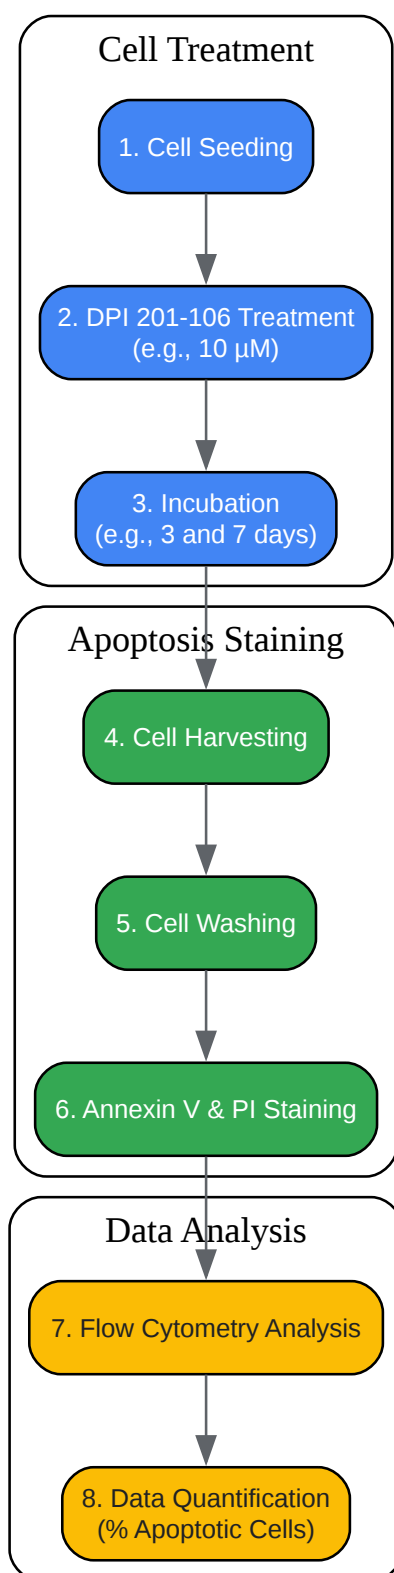 Cell Treatment
1. Cell Seeding
2. DPI 201-106 Treatment
(e.g., 10 µM)
3. Incubation
(e.g., 3 and 7 days)
Apoptosis Staining
4. Cell Harvesting
5. Cell Washing
6. Annexin V & PI Staining
Data Analysis
7. Flow Cytometry Analysis
8. Data Quantification
(% Apoptotic Cells)